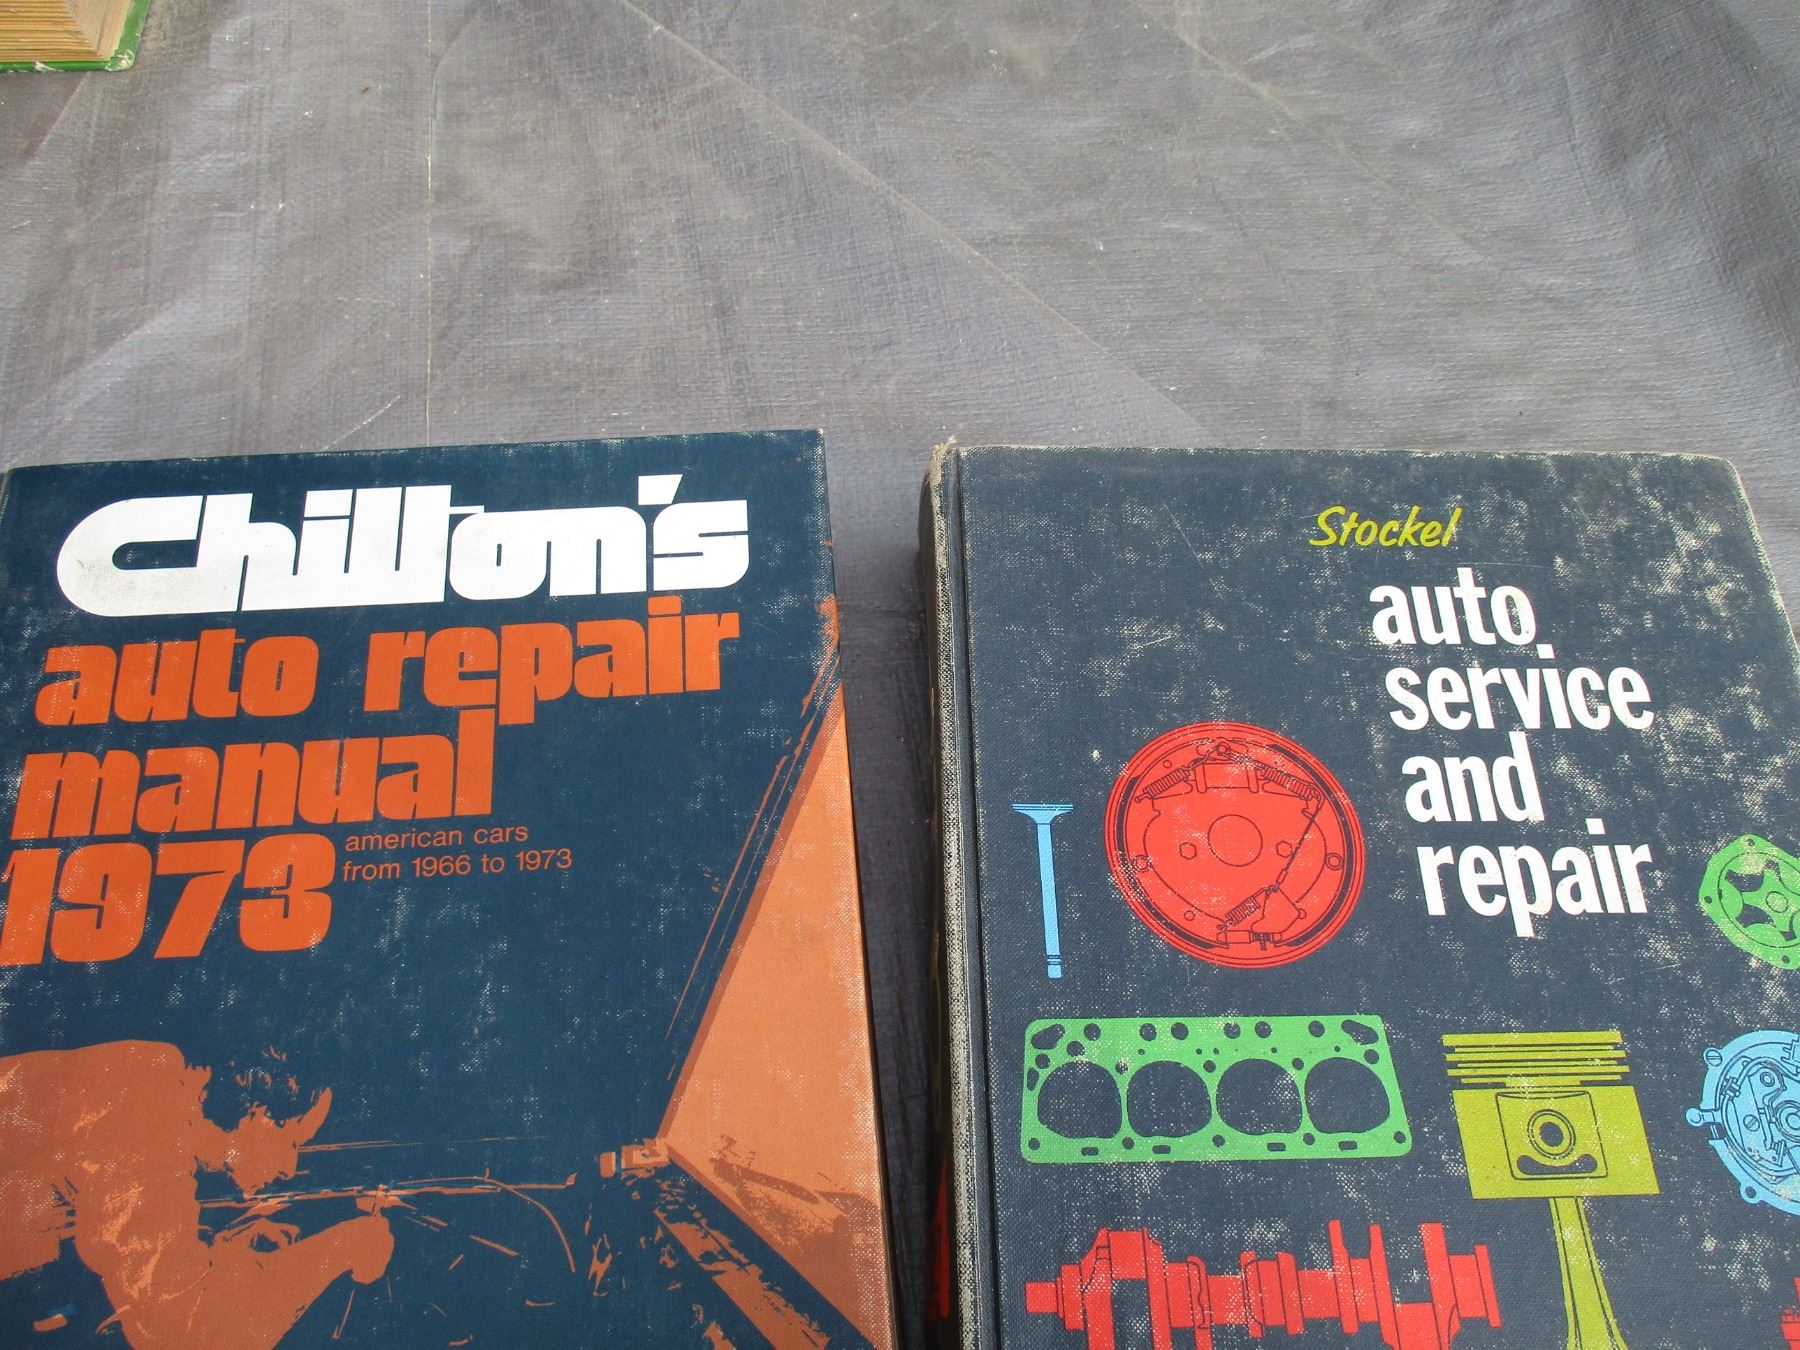 Chilton's
auto repair
manual
1973
american cars
from 1966 to 1973
Stockel
auto
service
and
repair